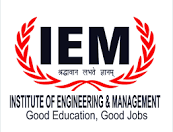 IEM
श्रद्धावान लभते ज्ञानम्
INSTITUTE OF ENGINEERING & MANAGEMENT
Good Education, Good Jobs